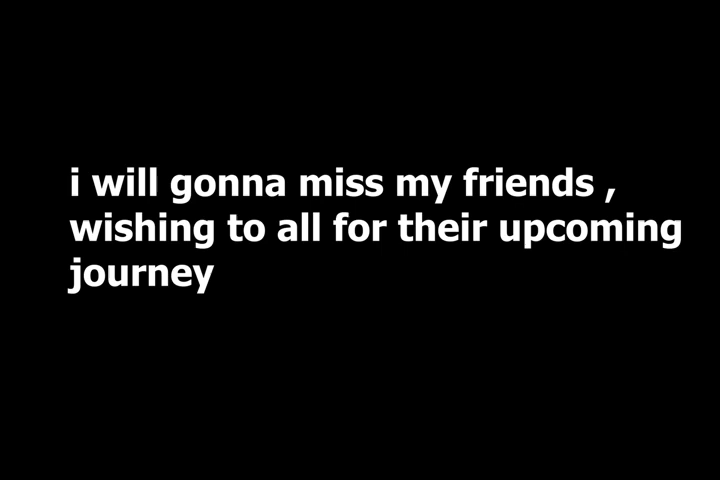 i will gonna miss my friends ,
wishing to all for their upcoming
journey